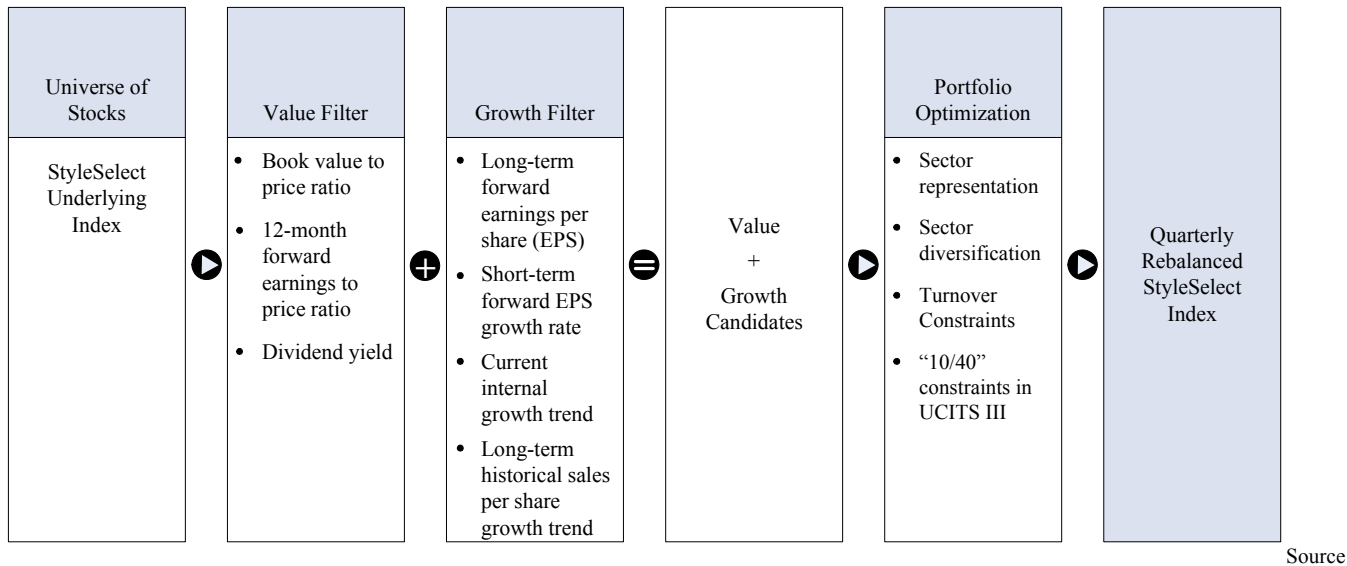 Universe of
Stocks
StyleSelect
Underlying
Index
Value Filter
• Book value to
price ratio
• 12-month
forward
earnings to
price ratio
• Dividend yield
+
Growth Filter
• Long-term
forward
earnings per
share (EPS)
• Short-term
forward EPS
growth rate
• Current
internal
growth trend
• Long-term
historical sales
per share
growth trend
=
Value
+
Growth
Candidates
Portfolio
Optimization
• Sector
representation
• Sector
diversification
• Turnover
Constraints
• “10/40”
constraints in
UCITS III
Quarterly
Rebalanced
StyleSelect
Index
Source